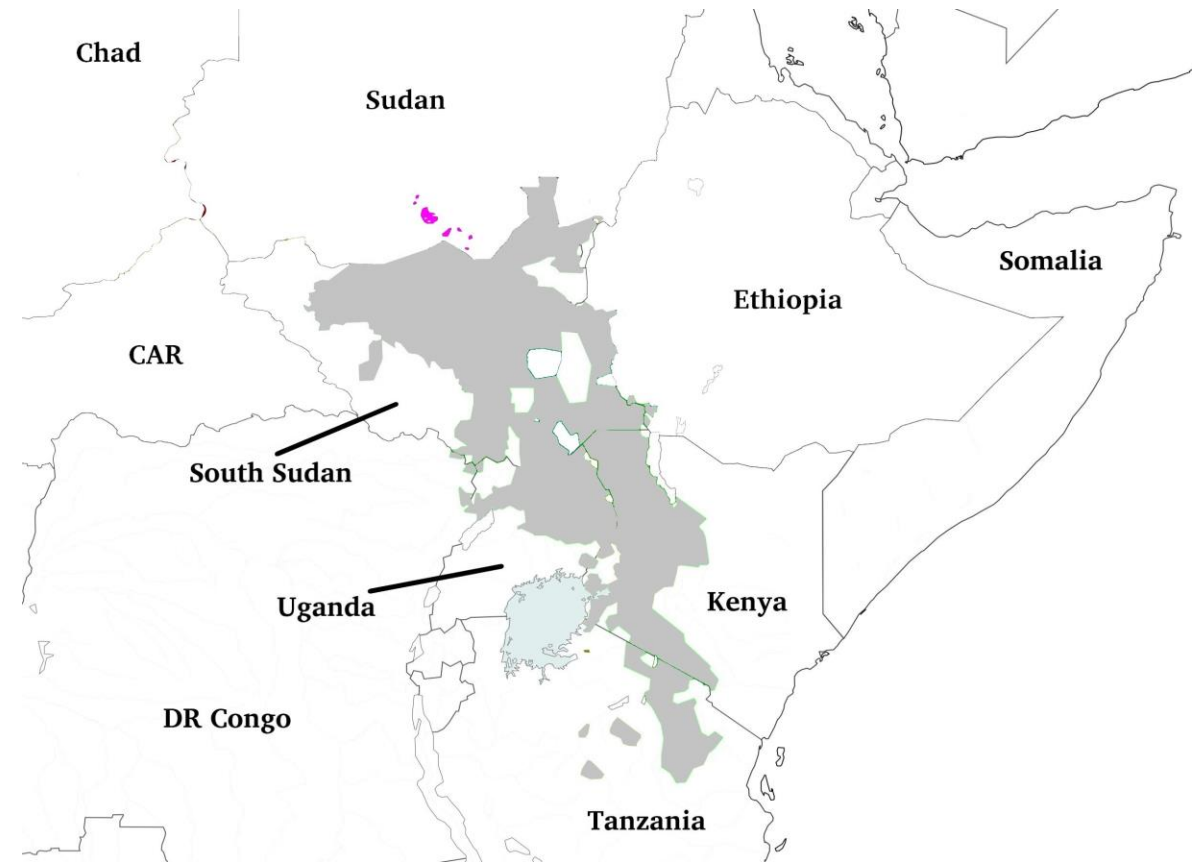 Chad
Sudan
Somalia
Ethiopia
CAR
South Sudan
Uganda
Kenya
DR Congo
Tanzania